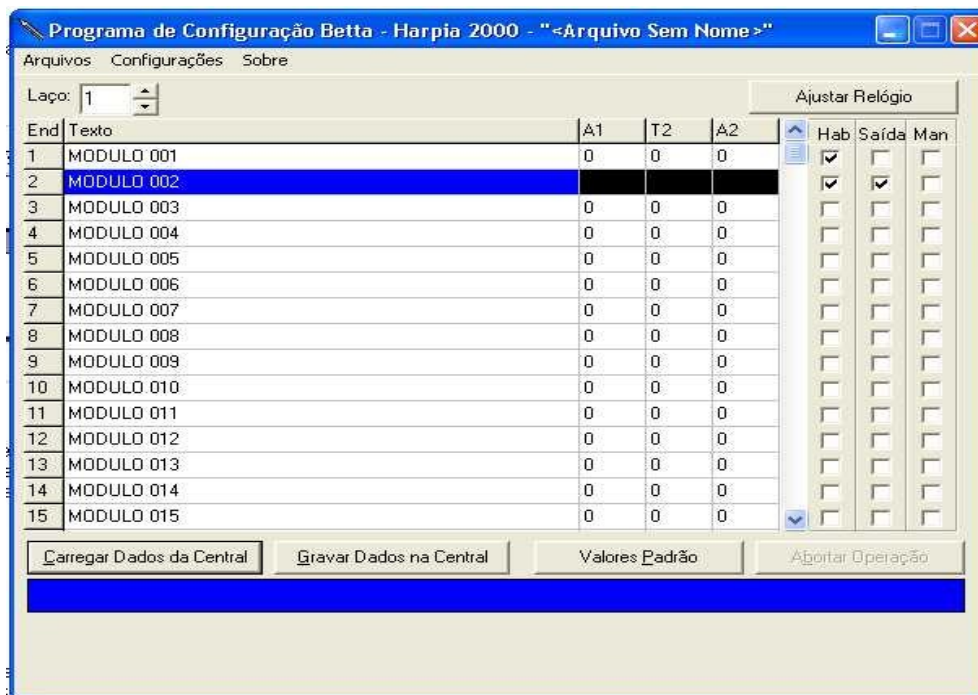 Programa de Configuração Betta - Harpia 2000 - "<Arquivo Sem Nome>"
Arquivos Configurações Sobre
Laço: 1 Ajustar Relógio
End Texto A1 T2 A2 Hab Saída Man
1 MODULO 001 0 0 0
2 MODULO 002
3 MODULO 003 0 0 0
4 MODULO 004 0 0 0
5 MODULO 005 0 0 0
6 MODULO 006 0 0 0
7 MODULO 007 0 0 0
8 MODULO 008 0 0 0
9 MODULO 009 0 0 0
10 MODULO 010 0 0 0
11 MODULO 011 0 0 0
12 MODULO 012 0 0 0
13 MODULO 013 0 0 0
14 MODULO 014 0 0 0
15 MODULO 015 0 0 0
Carregar Dados da Central Gravar Dados na Central Valores Padrão Abortar Operação